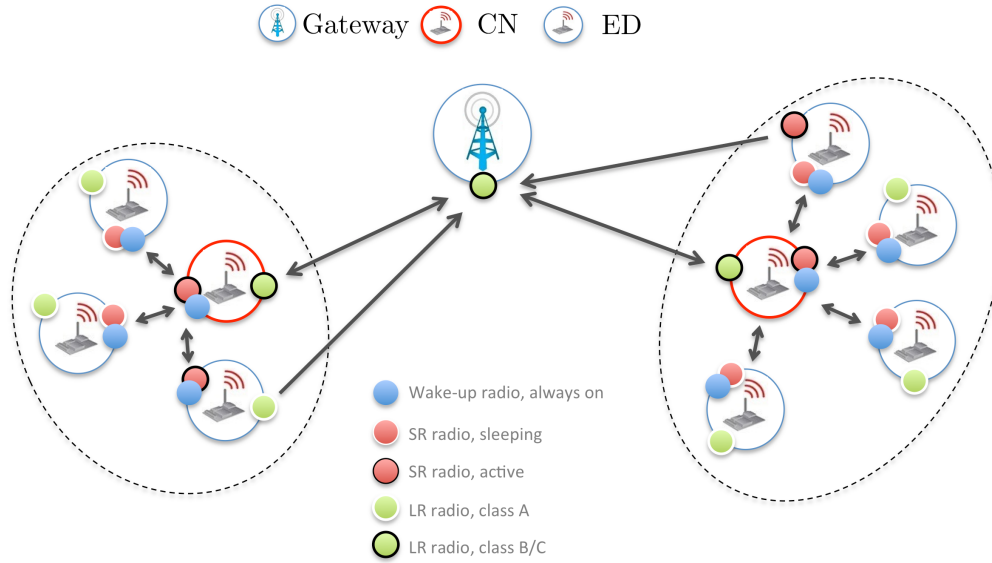 Gateway CN ED
Wake-up radio, always on
SR radio, sleeping
SR radio, active
LR radio, class A
LR radio, class B/C